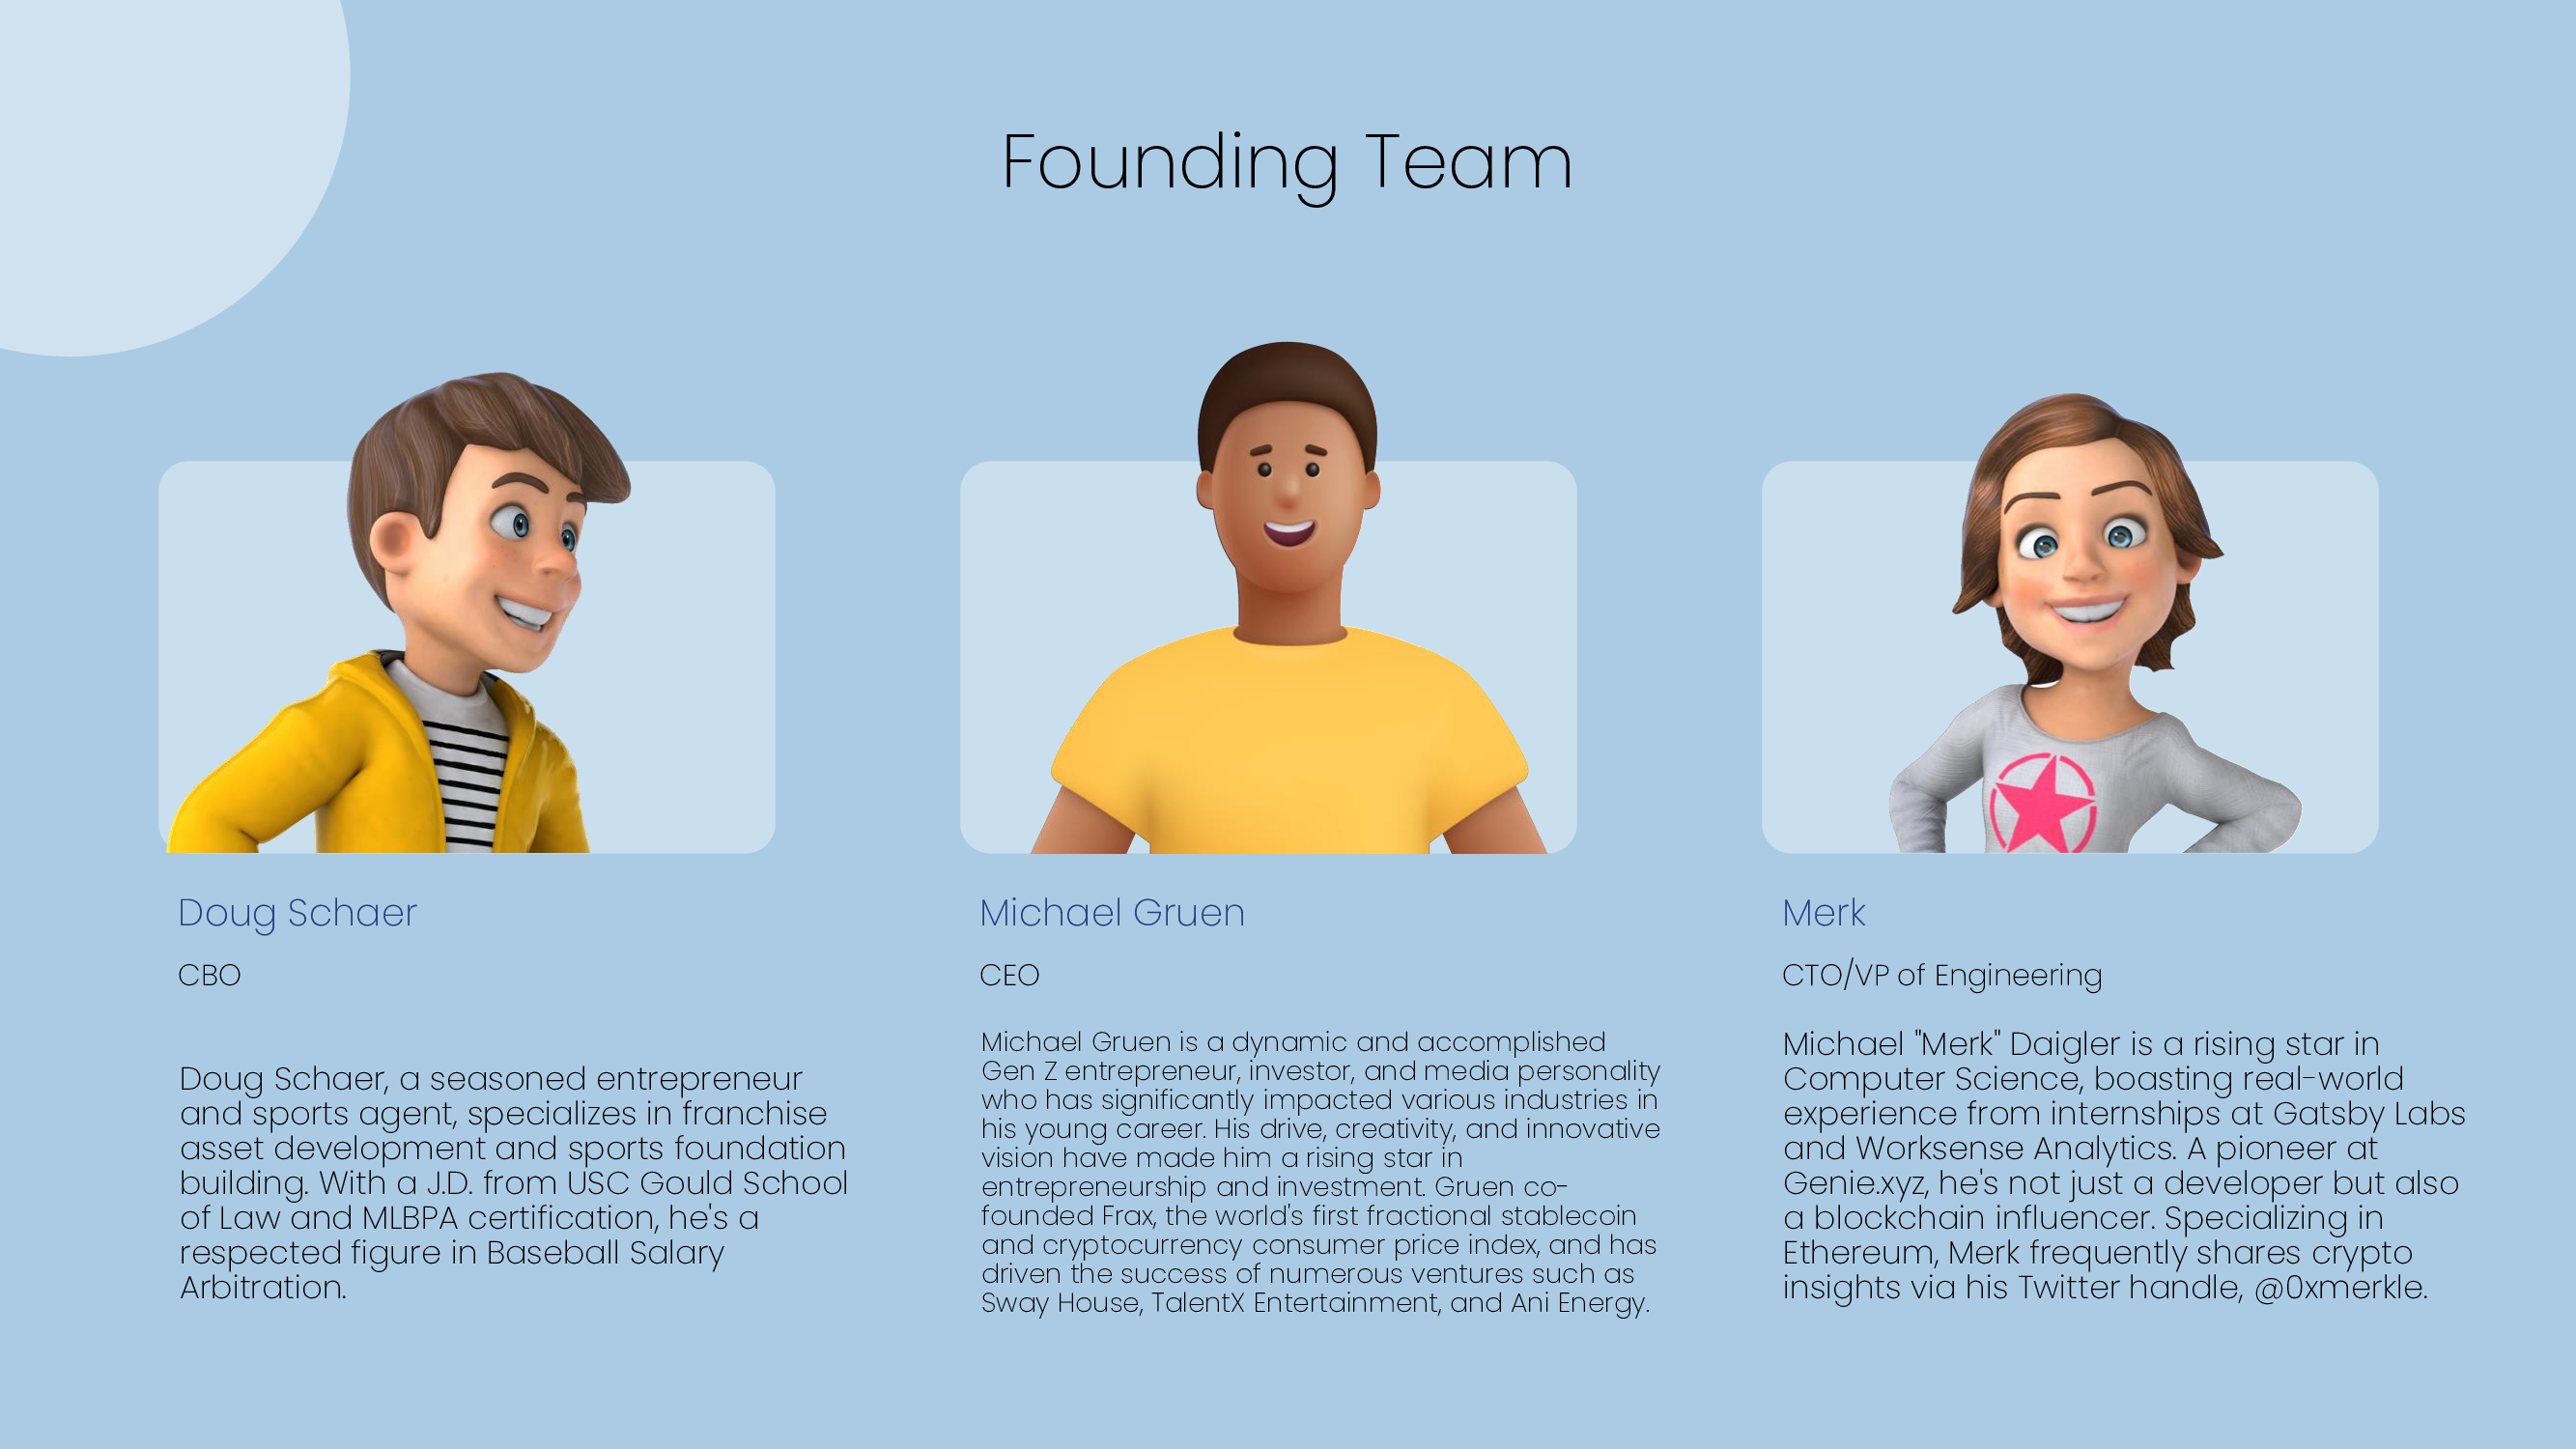 Founding Team
Doug Schaer
CBO
Doug Schaer, a seasoned entrepreneur
and sports agent, specializes in franchise
asset development and sports foundation
building. With a J.D. from USC Gould School
of Law and MLBPA certification, he's a
respected figure in Baseball Salary
Arbitration.
Michael Gruen
CEO
Michael Gruen is a dynamic and accomplished
Gen Z entrepreneur, investor, and media personality
who has significantly impacted various industries in
his young career. His drive, creativity, and innovative
vision have made him a rising star in
entrepreneurship and investment. Gruen co-
founded Frax, the world's first fractional stablecoin
and cryptocurrency consumer price index, and has
driven the success of numerous ventures such as
Sway House, TalentX Entertainment, and Ani Energy.
Merk
CTO/VP of Engineering
Michael "Merk" Daigler is a rising star in
Computer Science, boasting real-world
experience from internships at Gatsby Labs
and Worksense Analytics. A pioneer at
Genie.xyz, he's not just a developer but also
a blockchain influencer. Specializing in
Ethereum, Merk frequently shares crypto
insights via his Twitter handle, @0xmerkle.